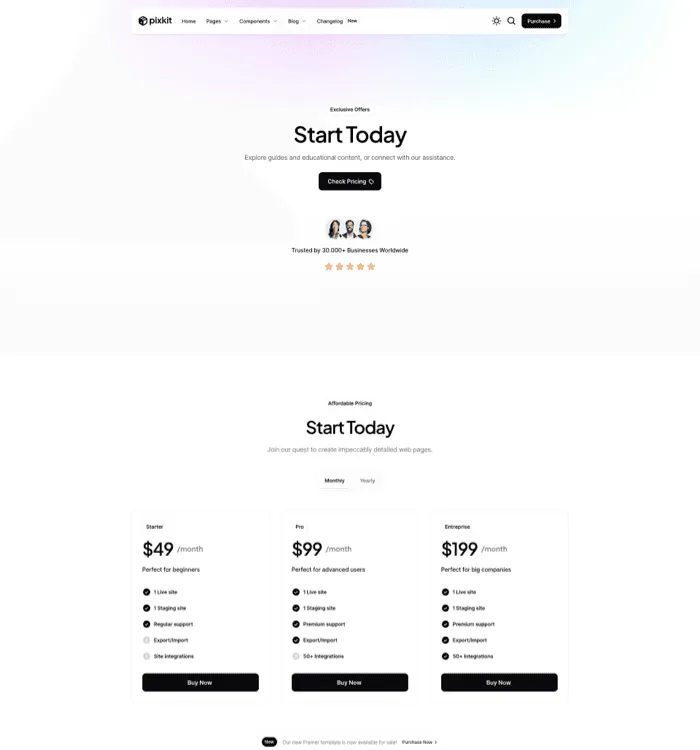 pixkit
Home Pages Components Blog Changelog New
Purchase
Exclusive Offers
Start Today
Explore guides and educational content, or connect with our assistance.
Check Pricing
Trusted by 30.000+ Businesses Worldwide
Affordable Pricing
Start Today
Join our quest to create impeccably detailed web pages.
Monthly Yearly
Starter
$49 /month
Perfect for beginners
1 Live site
1 Staging site
Regular support
Export/Import
Site Integrations
Buy Now
Pro
$99 /month
Perfect for advanced users
1 Live site
1 Staging site
Premium support
Export/Import
50+ Integrations
Buy Now
Entreprise
$199 /month
Perfect for big companies
1 Live site
1 Staging site
Premium support
Export/Import
50+ Integrations
Buy Now
New Our new Framer template is now available for sale! Purchase Now